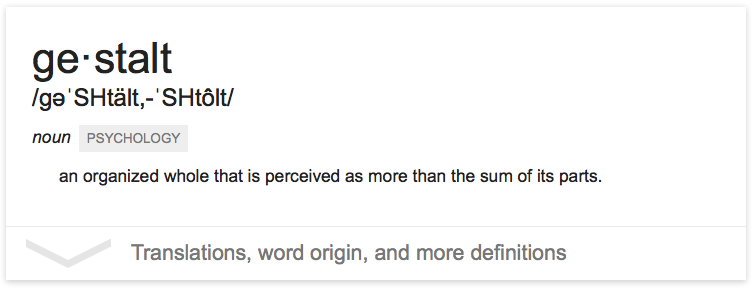 ge·stalt
/ɡəˈSHtält,-ˈSHtôlt/
noun PSYCHOLOGY
an organized whole that is perceived as more than the sum of its parts.
Translations, word origin, and more definitions